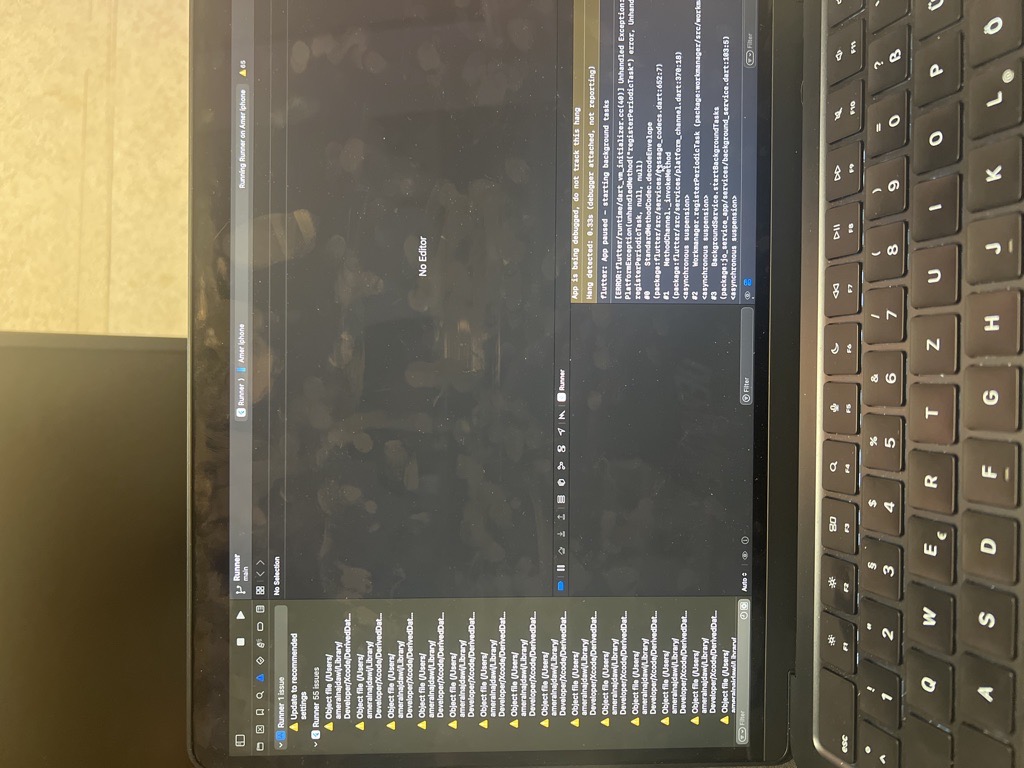 Runner
main
Runner
Amer iphone
Running Runner on Amer iphone
65
No Selection
Runner 1 issue
Update to recommended
settings
Runner 55 issues
Object file (/Users/
ameralnajdawi/Library/
Developer/Xcode/DerivedDat...
Object file (/Users/
ameralnajdawi/Library/
Developer/Xcode/DerivedDat...
Object file (/Users/
ameralnajdawi/Library/
Developer/Xcode/DerivedDat...
Object file (/Users/
ameralnajdawi/Library/
Developer/Xcode/DerivedDat...
Object file (/Users/
ameralnajdawi/Library/
Developer/Xcode/DerivedDat...
Object file (/Users/
ameralnajdawi/Library/
Developer/Xcode/DerivedDat...
Object file (/Users/
ameralnajdawi/Library/
Developer/Xcode/DerivedDat...
Object file (/Users/
ameralnajdawi/Library/
Developer/Xcode/DerivedDat...
Object file (/Users/
ameralnajdawi/Library/
Developer/Xcode/DerivedDat...
Object file (/Users/
ameralnajdawi/Library/
Developer/Xcode/DerivedDat...
Object file (/Users/
ameralnajdawi/Library/
Developer/Xcode/DerivedDat...
Object file (/Users/
ameralnajdawi/Library/
Developer/Xcode/DerivedDat...
Object file (/Users/
ameralnajdawi/Library/
Developer/Xcode/DerivedDat...
Object file (/Users/
ameralnajdawi/Library/
Filter
No Editor
Runner
App is being debugged, do not track this hang
Hang detected: 0.33s (debugger attached, not reporting)
flutter: App paused - starting background tasks
[ERROR:flutter/runtime/dart_vm_initializer.cc(40)] Unhandled Exception:
PlatformException(unhandledMethod("registerPeriodicTask") error, Unhand
registerPeriodicTask, null, null)
#0 StandardMethodCodec.decodeEnvelope
(package:flutter/src/services/message_codecs.dart:652:7)
#1 MethodChannel._invokeMethod
(package:flutter/src/services/platform_channel.dart:370:18)
<asynchronous suspension>
#2 Workmanager.registerPeriodicTask (package:workmanager/src/workma
<asynchronous suspension>
#3 BackgroundService.startBackgroundTasks
(package:jo_service_app/services/background_service.dart:103:5)
<asynchronous suspension>
Auto
Filter
Filter
esc F1 F2 F3 F4 F5 F6 F7 F8 F9 F10 F11
° ! " § $ % & / ( ) = ?
^ 1 2 3 4 5 6 7 8 9 0 ß
Q W E € R T Z U I O P Ü
A S D F G H J K L @ Ö